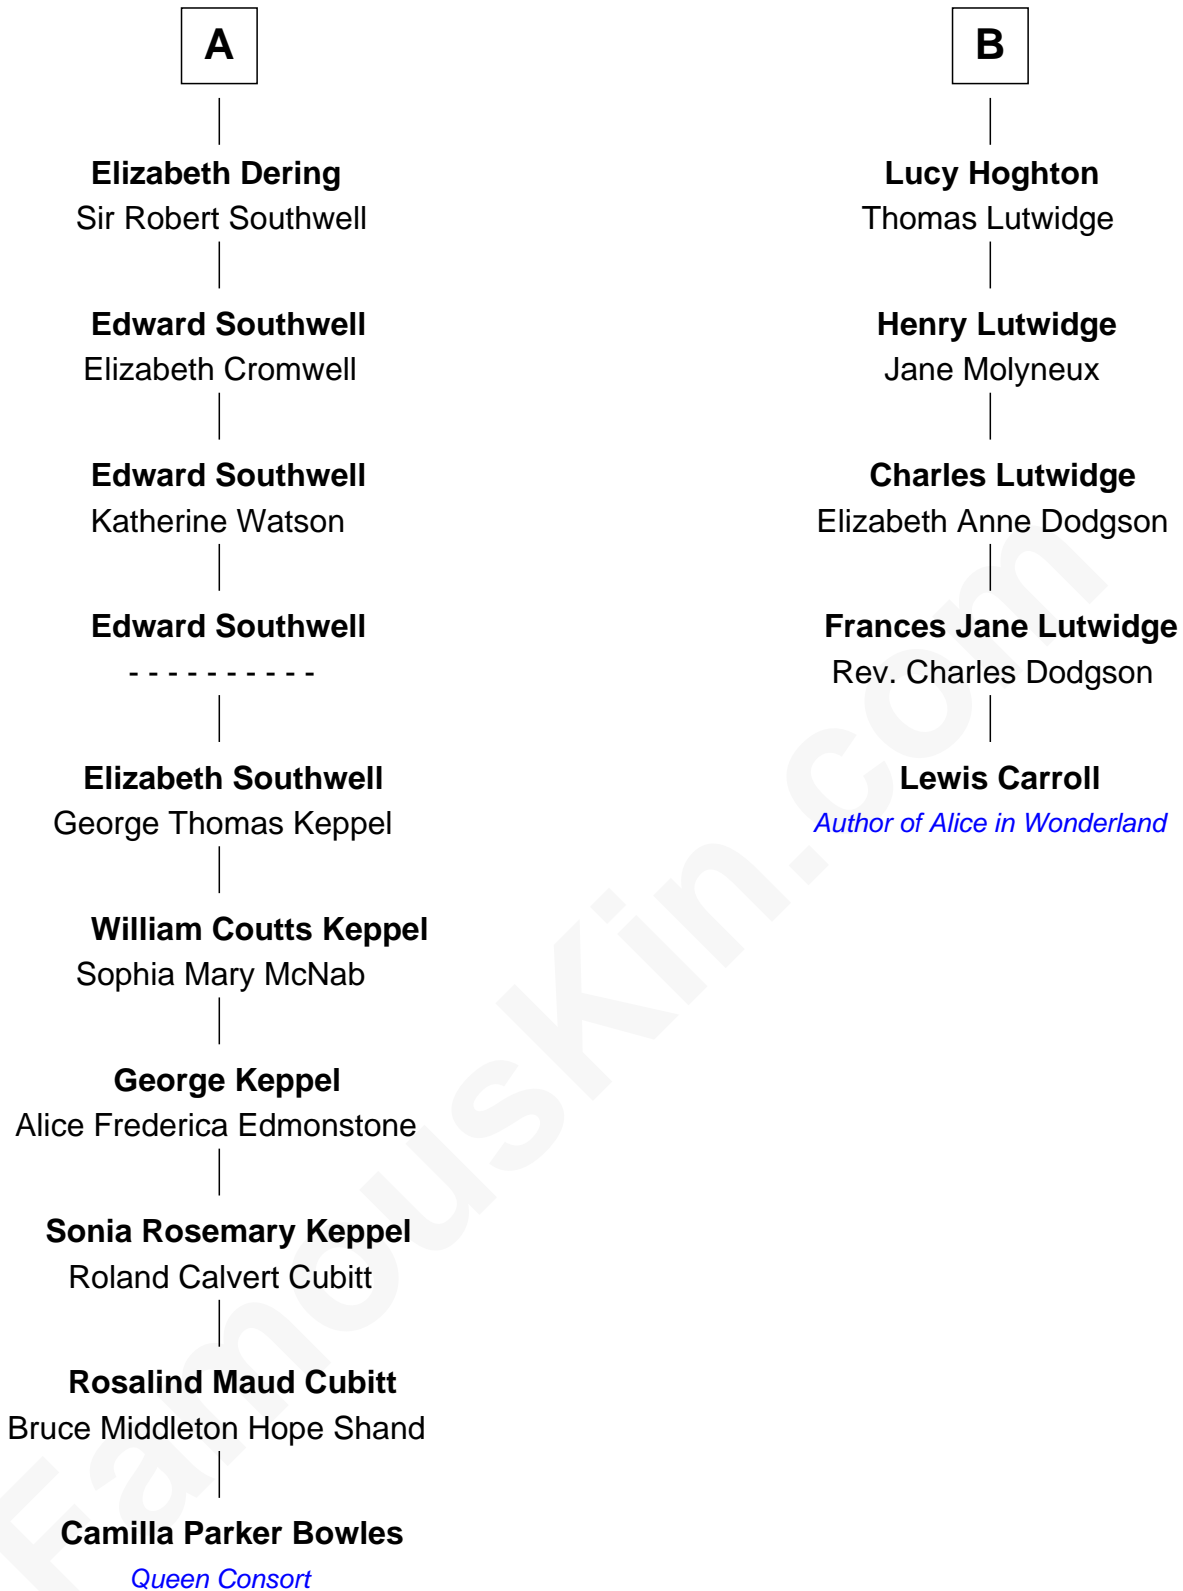 A
Elizabeth Dering
Sir Robert Southwell
Edward Southwell
Elizabeth Cromwell
Edward Southwell
Katherine Watson
Edward Southwell
- - - - - - - - - -
Elizabeth Southwell
George Thomas Keppel
William Coutts Keppel
Sophia Mary McNab
George Keppel
Alice Frederica Edmonstone
Sonia Rosemary Keppel
Roland Calvert Cubitt
Rosalind Maud Cubitt
Bruce Middleton Hope Shand
Camilla Parker Bowles
Queen Consort
B
Lucy Hoghton
Thomas Lutwidge
Henry Lutwidge
Jane Molyneux
Charles Lutwidge
Elizabeth Anne Dodgson
Frances Jane Lutwidge
Rev. Charles Dodgson
Lewis Carroll
Author of Alice in Wonderland
FamousKin.com